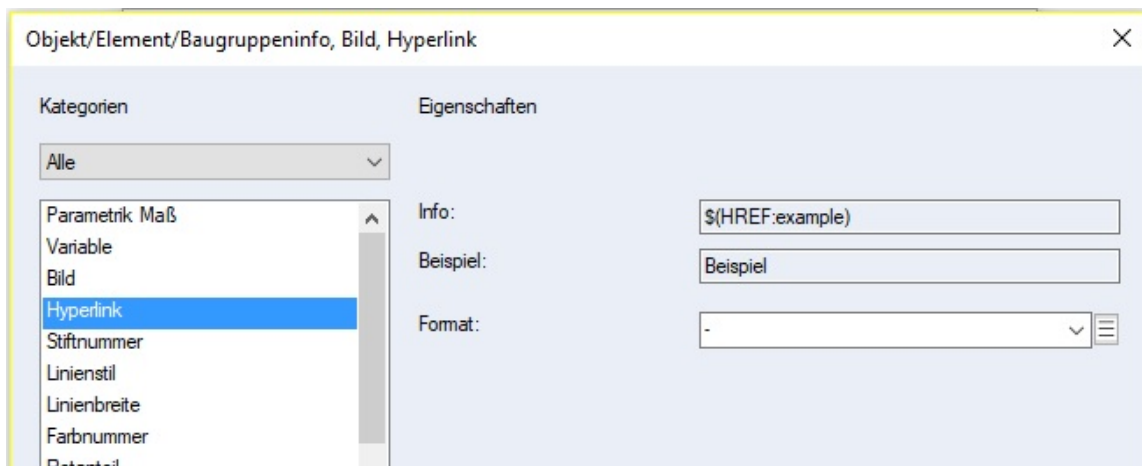 Objekt/Element/Baugruppeninfo, Bild, Hyperlink
Kategorien
Alle
Parametrik Maß
Variable
Bild
Hyperlink
Stiftnummer
Linienstil
Linienbreite
Farbnummer
Rotanteil
Eigenschaften
Info: $(HREF:example)
Beispiel: Beispiel
Format: -